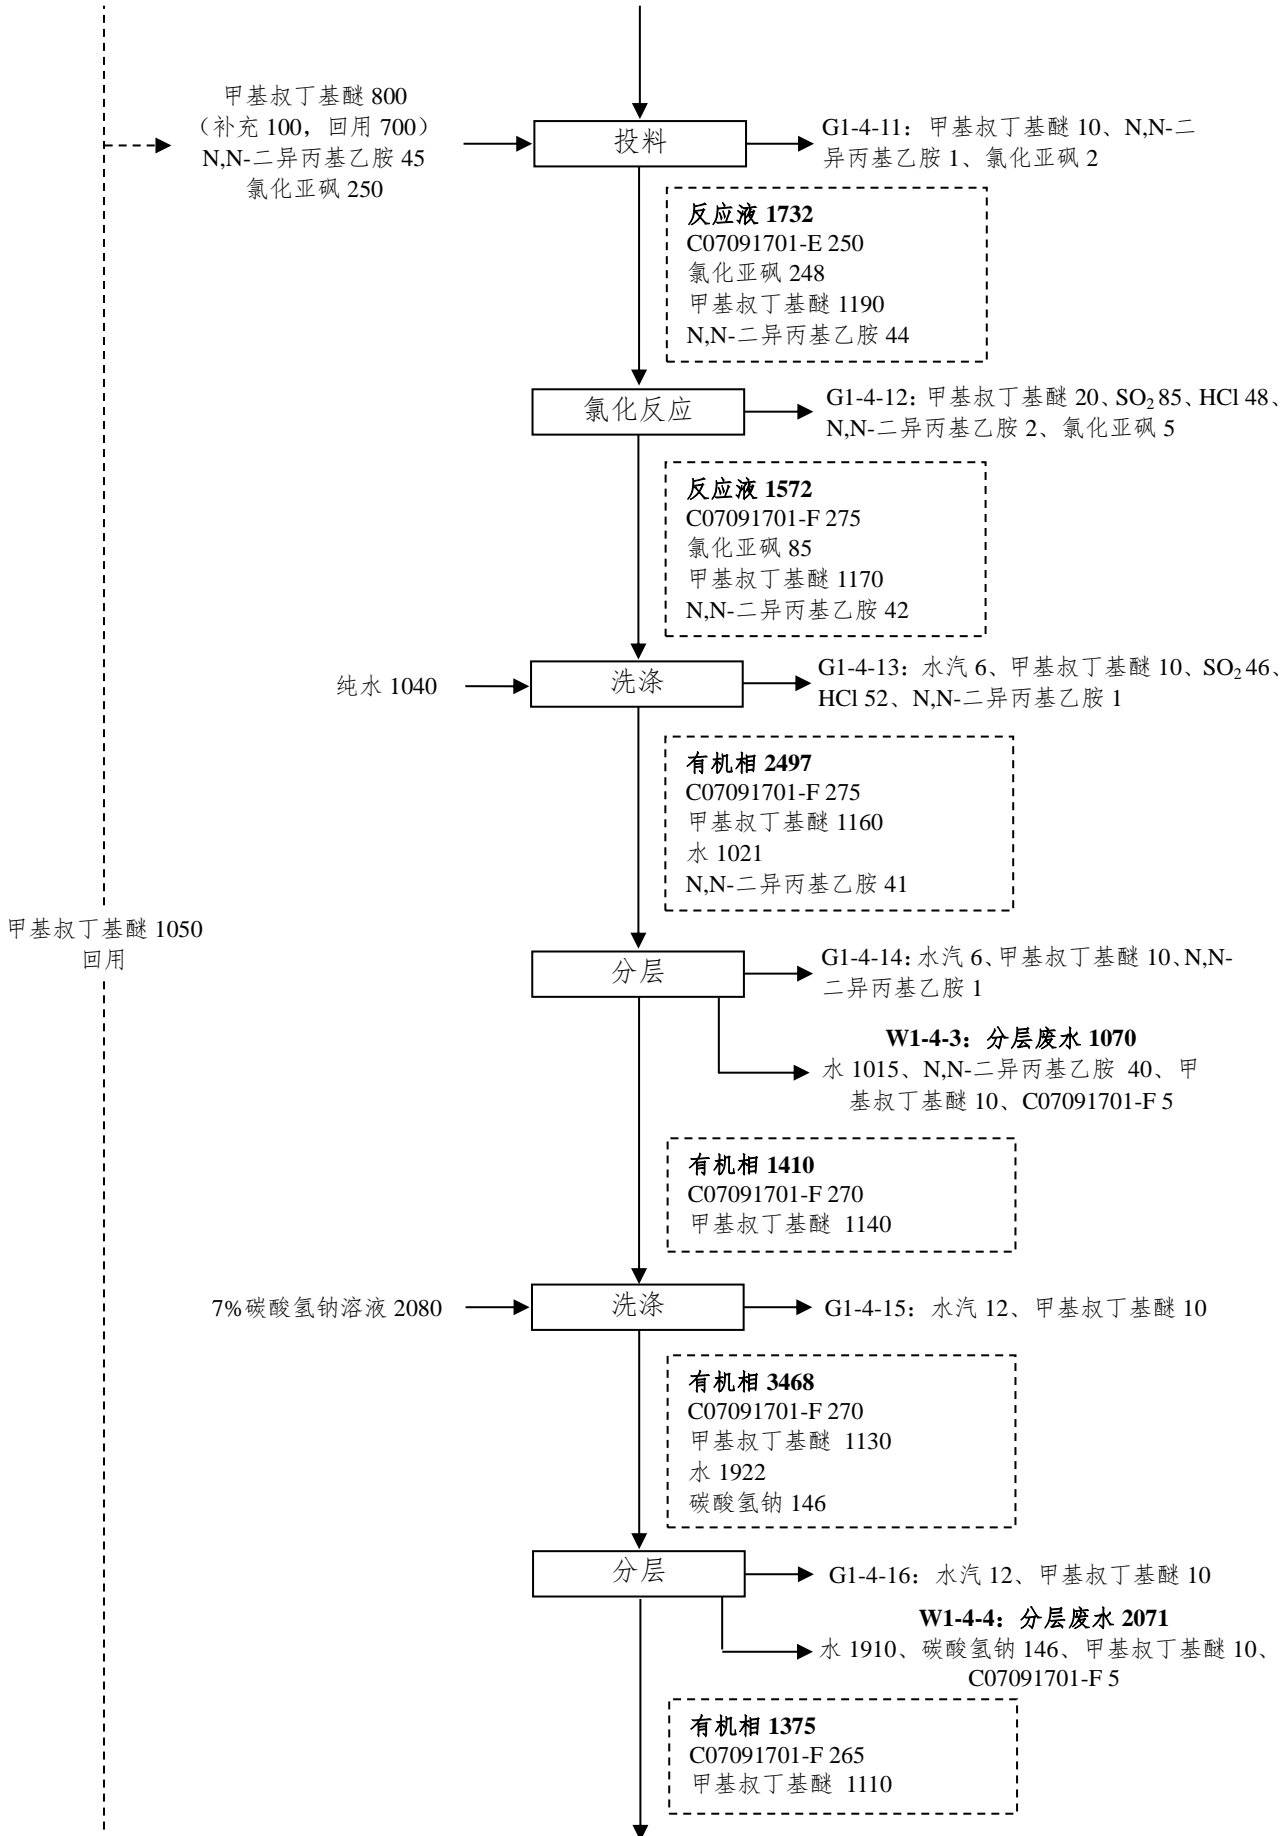 甲基叔丁基醚 800
（补充 100，回用 700）
N,N-二异丙基乙胺 45
氯化亚砜 250
投料
G1-4-11：甲基叔丁基醚 10、N,N-二
异丙基乙胺 1、氯化亚砜 2
反应液 1732
C07091701-E 250
氯化亚砜 248
甲基叔丁基醚 1190
N,N-二异丙基乙胺 44
氯化反应
G1-4-12：甲基叔丁基醚 20、SO₂ 85、HCl 48、
N,N-二异丙基乙胺 2、氯化亚砜 5
反应液 1572
C07091701-F 275
氯化亚砜 85
甲基叔丁基醚 1170
N,N-二异丙基乙胺 42
纯水 1040
洗涤
G1-4-13：水汽 6、甲基叔丁基醚 10、SO₂ 46、
HCl 52、N,N-二异丙基乙胺 1
有机相 2497
C07091701-F 275
甲基叔丁基醚 1160
水 1021
N,N-二异丙基乙胺 41
甲基叔丁基醚 1050
回用
分层
G1-4-14：水汽 6、甲基叔丁基醚 10、N,N-
二异丙基乙胺 1
W1-4-3：分层废水 1070
水 1015、N,N-二异丙基乙胺 40、甲
基叔丁基醚 10、C07091701-F 5
有机相 1410
C07091701-F 270
甲基叔丁基醚 1140
7%碳酸氢钠溶液 2080
洗涤
G1-4-15：水汽 12、甲基叔丁基醚 10
有机相 3468
C07091701-F 270
甲基叔丁基醚 1130
水 1922
碳酸氢钠 146
分层
G1-4-16：水汽 12、甲基叔丁基醚 10
W1-4-4：分层废水 2071
水 1910、碳酸氢钠 146、甲基叔丁基醚 10、
C07091701-F 5
有机相 1375
C07091701-F 265
甲基叔丁基醚 1110